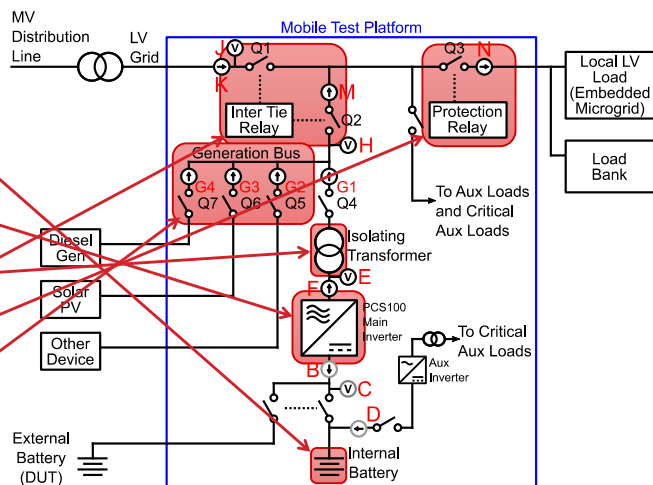 Mobile Test Platform
MV
Distribution
Line
LV
Grid
J
V
Q1
K
M
Inter Tie
Relay
Q2
V
H
Q3
N
Protection
Relay
Local LV
Load
(Embedded
Microgrid)
Load
Bank
Generation Bus
G4
G3
G2
G1
Q7
Q6
Q5
Q4
To Aux Loads
and Critical
Aux Loads
Diesel
Gen
Solar
PV
Other
Device
Isolating
Transformer
V
E
F
PCS100
Main
Inverter
B
V
C
D
To Critical
Aux Loads
Aux
Inverter
External
Battery
(DUT)
Internal
Battery